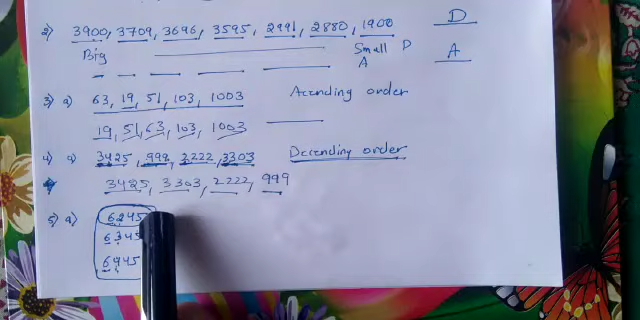 2) 3900, 3709, 3696, 3595, 2991, 2880, 1900 D
Big Small D
A A
3) a) 63, 19, 51, 103, 1003 Ascending order
19, 51, 63, 103, 1003
4) a) 3425, 999, 2222, 3303 Descending order
3425, 3303, 2222, 999
5) a) 6245
6345
6945